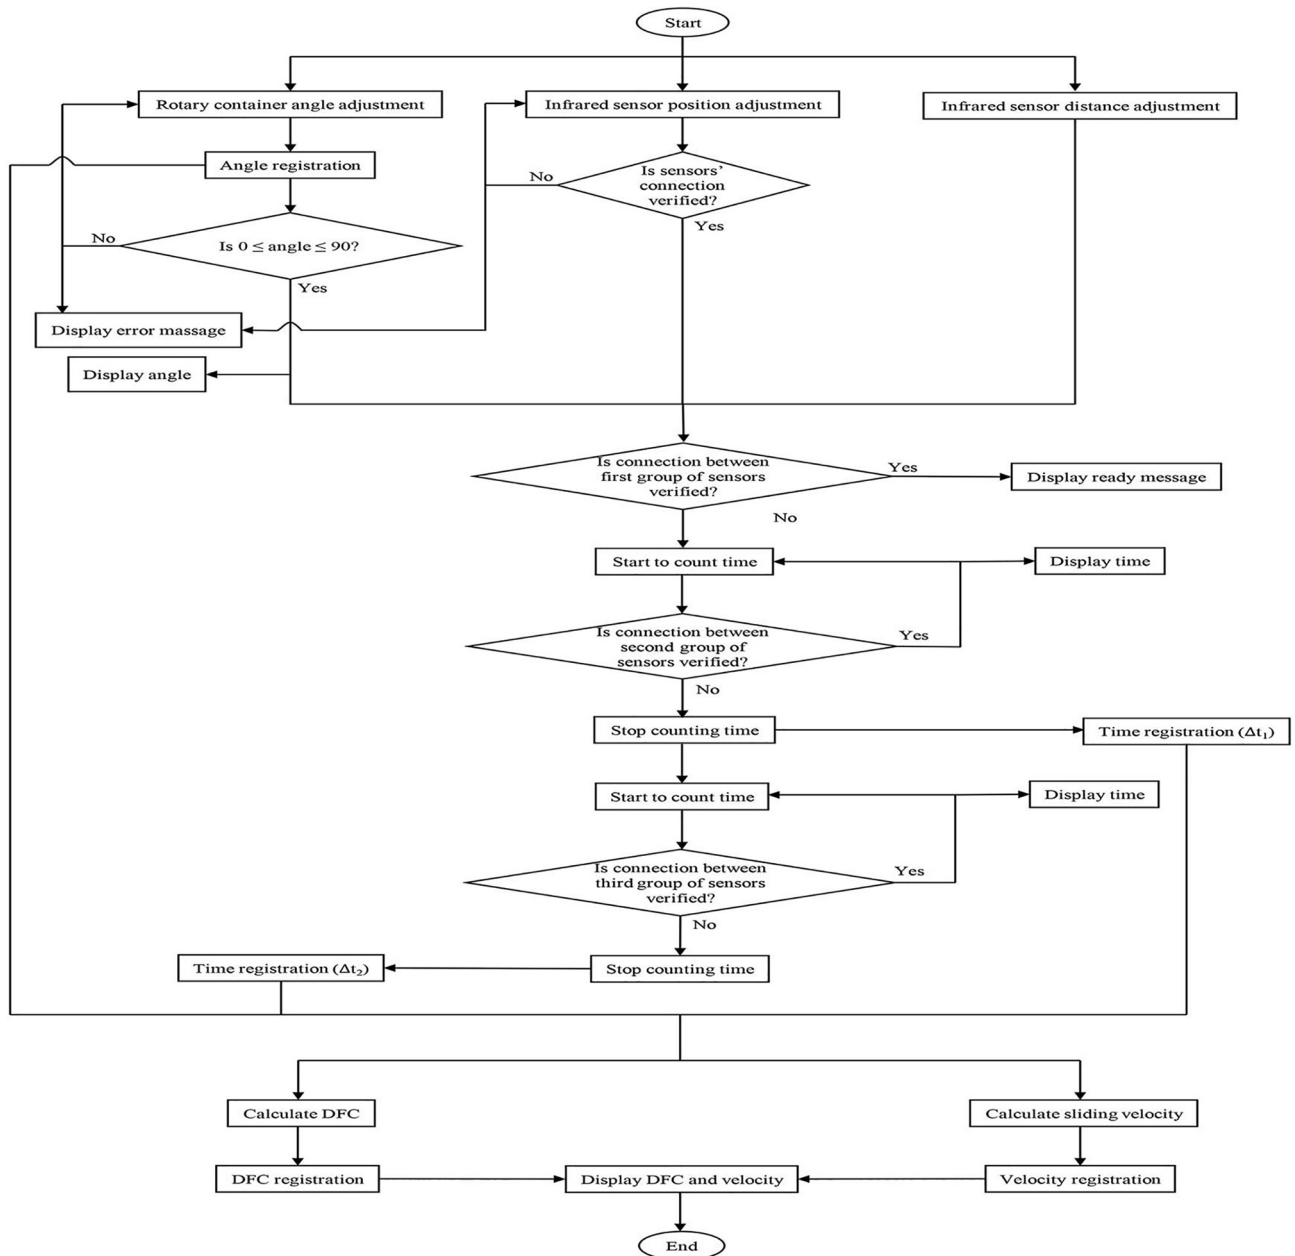 Start
Rotary container angle adjustment
Infrared sensor position adjustment
Infrared sensor distance adjustment
Angle registration
Is sensors'
connection
verified?
No
Yes
Is 0 ≤ angle ≤ 90?
No
Yes
Display error massage
Display angle
Is connection between
first group of sensors
verified?
Yes
Display ready message
No
Start to count time
Display time
Is connection between
second group of
sensors verified?
Yes
No
Stop counting time
Time registration (Δt₁)
Start to count time
Display time
Is connection between
third group of sensors
verified?
Yes
No
Time registration (Δt₂)
Stop counting time
Calculate DFC
Calculate sliding velocity
DFC registration
Display DFC and velocity
Velocity registration
End